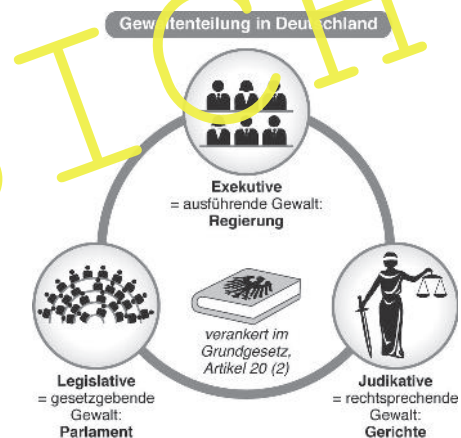 Gewaltenteilung in Deutschland
Exekutive
= ausführende Gewalt:
Regierung
verankert im
Grundgesetz,
Artikel 20 (2)
Legislative
= gesetzgebende
Gewalt:
Parlament
Judikative
= rechtsprechende
Gewalt:
Gerichte